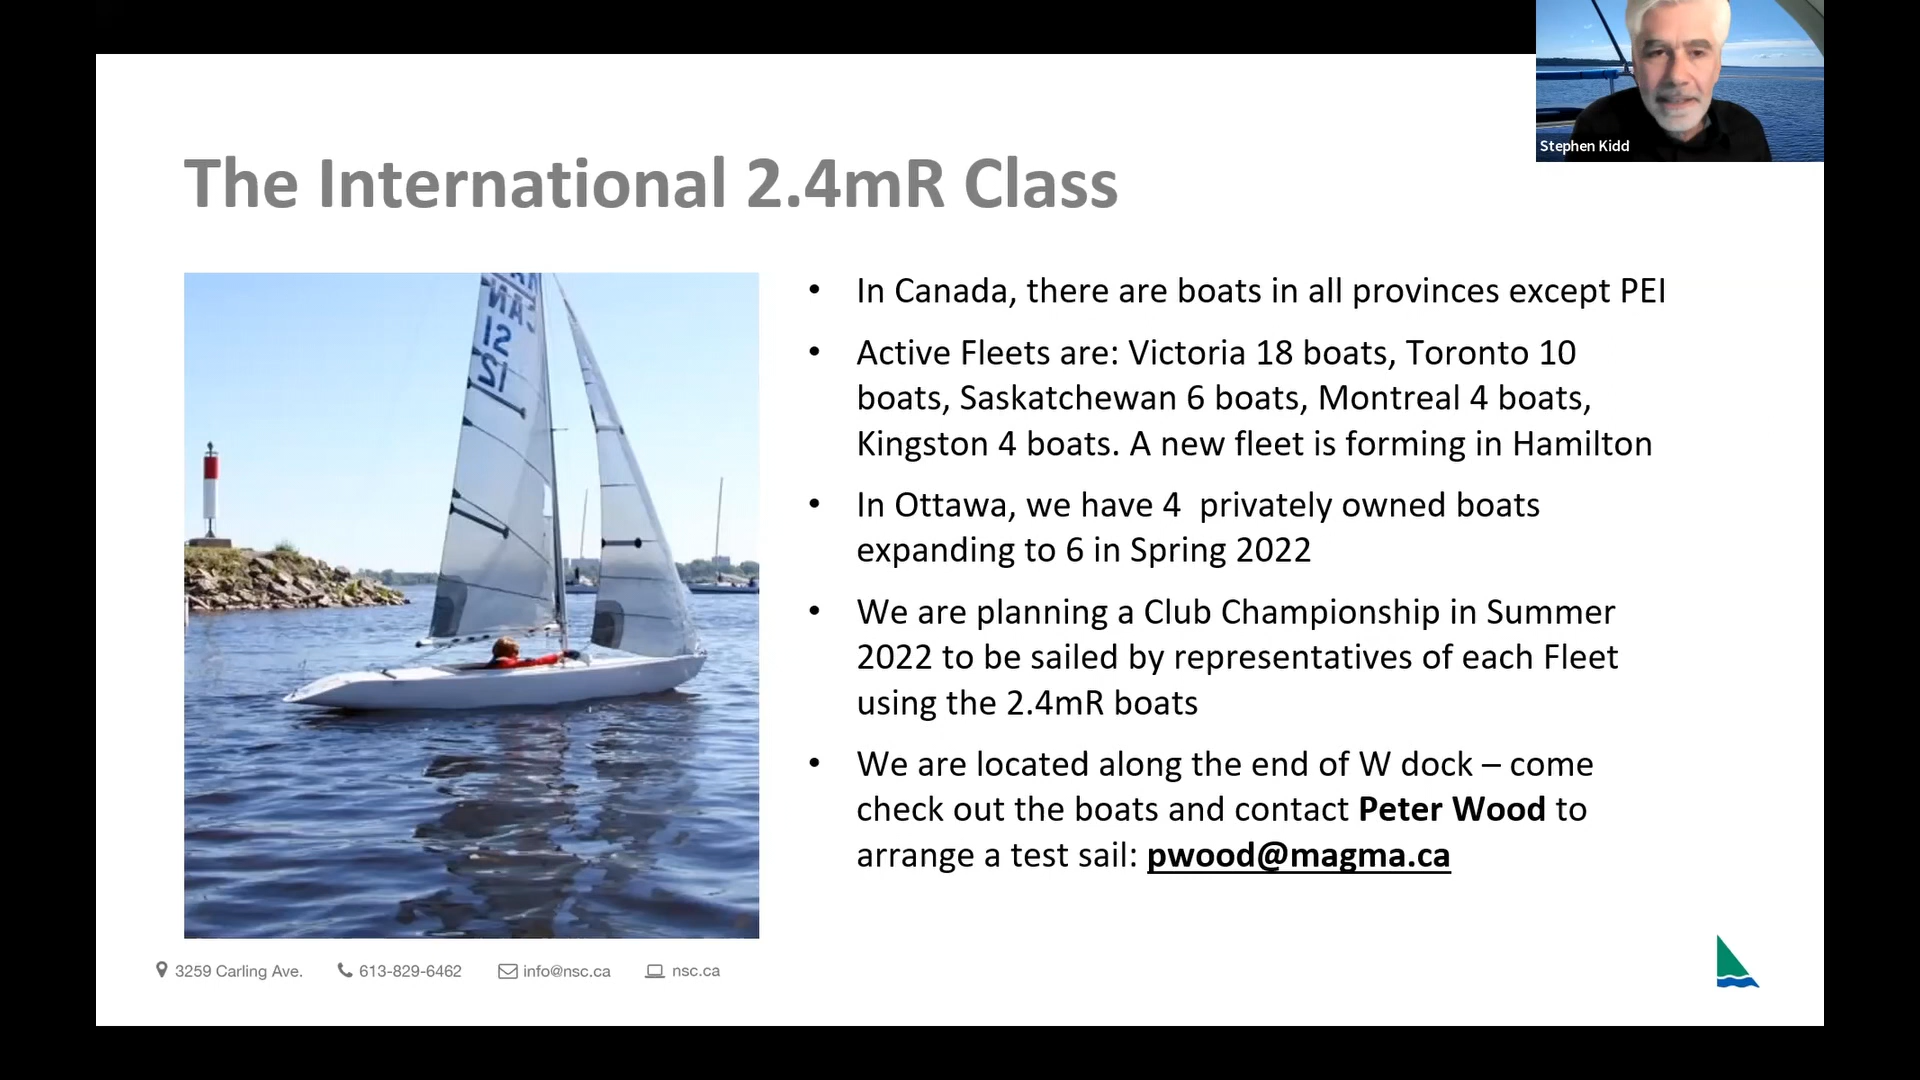 Stephen Kidd
The International 2.4mR Class
• In Canada, there are boats in all provinces except PEI
• Active Fleets are: Victoria 18 boats, Toronto 10
boats, Saskatchewan 6 boats, Montreal 4 boats,
Kingston 4 boats. A new fleet is forming in Hamilton
• In Ottawa, we have 4  privately owned boats
expanding to 6 in Spring 2022
• We are planning a Club Championship in Summer
2022 to be sailed by representatives of each Fleet
using the 2.4mR boats
• We are located along the end of W dock – come
check out the boats and contact Peter Wood to
arrange a test sail: pwood@magma.ca
CAN
12
12
3259 Carling Ave. 613-829-6462 info@nsc.ca nsc.ca